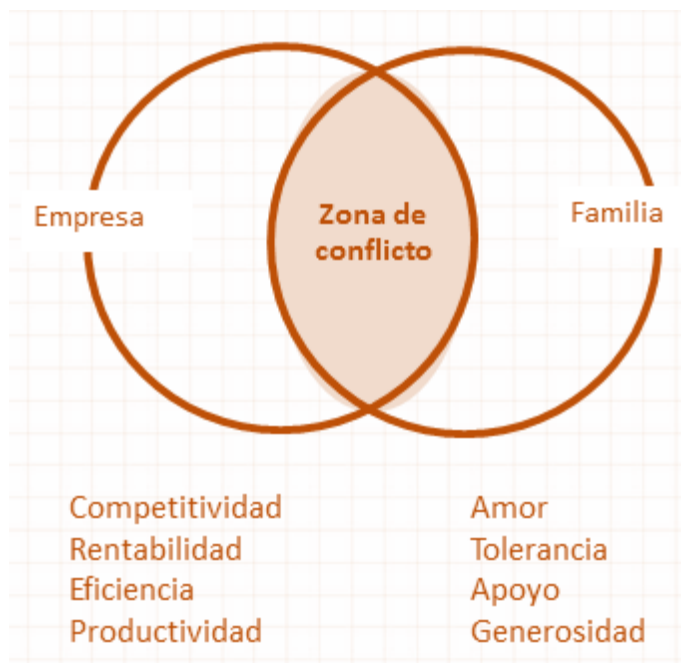 Empresa
Zona de
conflicto
Familia
Competitividad
Rentabilidad
Eficiencia
Productividad
Amor
Tolerancia
Apoyo
Generosidad